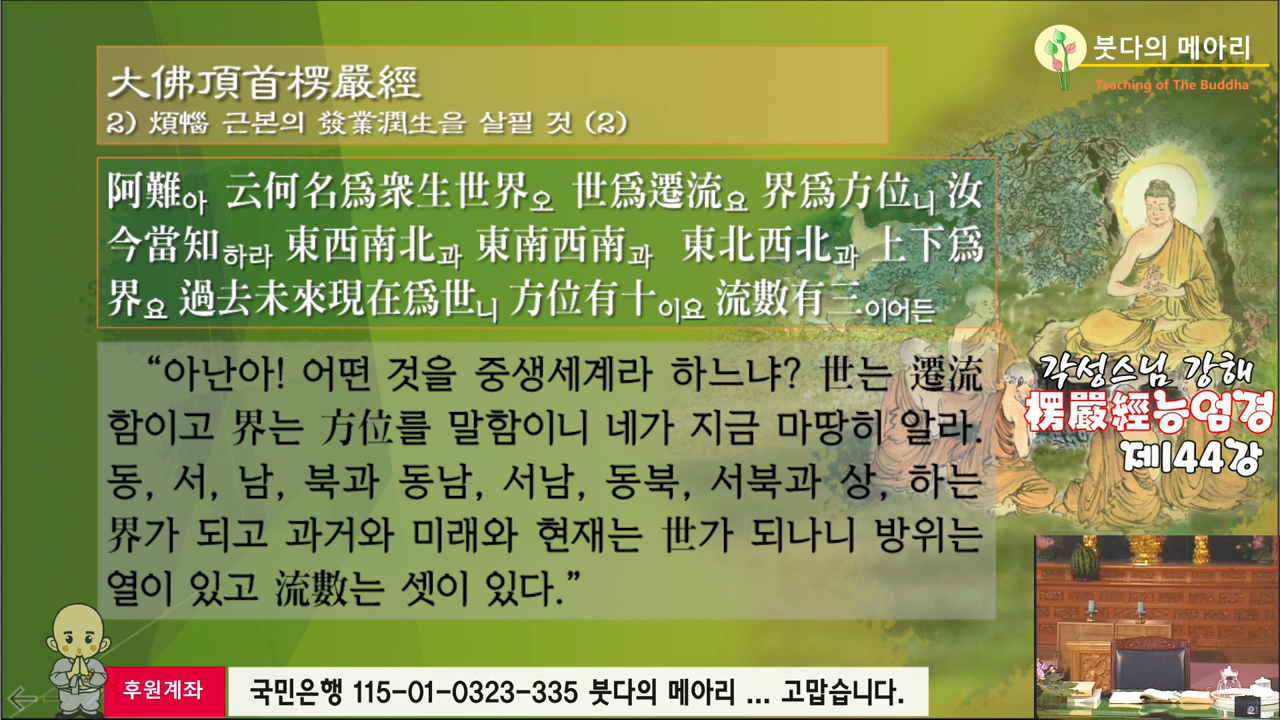 붓다의 메아리
Teaching of The Buddha
大佛頂首楞嚴經
2) 煩惱 근본의 發業潤生을 살필 것 (2)
阿難아 云何名爲衆生世界오 世爲遷流요 界爲方位니 汝
今當知하라 東西南北과 東南西南과 東北西北과 上下爲
界요 過去未來現在爲世니 方位有十이요 流數有三이어든
“아난아! 어떤 것을 중생세계라 하느냐? 世는 遷流
함이고 界는 方位를 말함이니 네가 지금 마땅히 알라.
동, 서, 남, 북과 동남, 서남, 동북, 서북과 상, 하는
界가 되고 과거와 미래와 현재는 世가 되나니 방위는
열이 있고 流數는 셋이 있다.”
각성스님 강해
楞嚴經능엄경
제44강
후원계좌
국민은행 115-01-0323-335 붓다의 메아리 ... 고맙습니다.